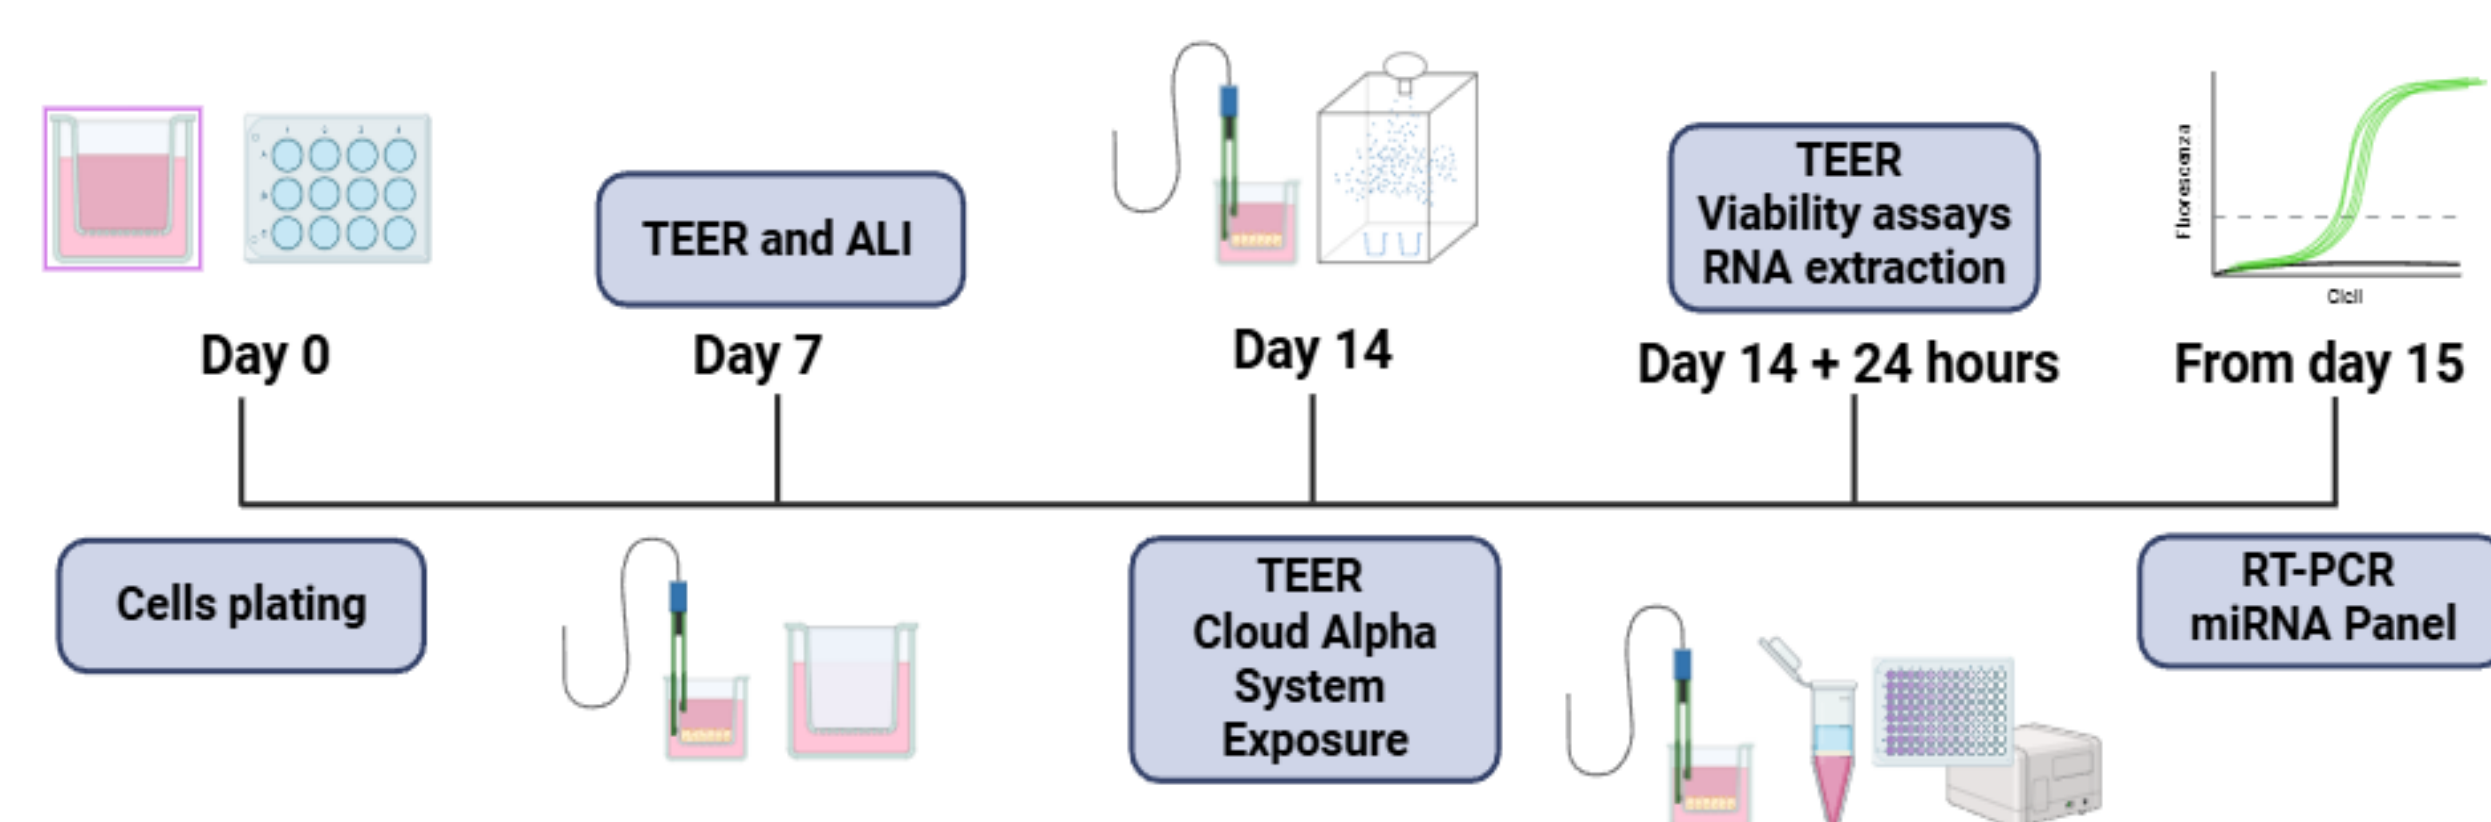 TEER and ALI
TEER
Viability assays
RNA extraction
Fluorescenza
Cicli
Day 0
Day 7
Day 14
Day 14 + 24 hours
From day 15
Cells plating
TEER
Cloud Alpha
System
Exposure
RT-PCR
miRNA Panel